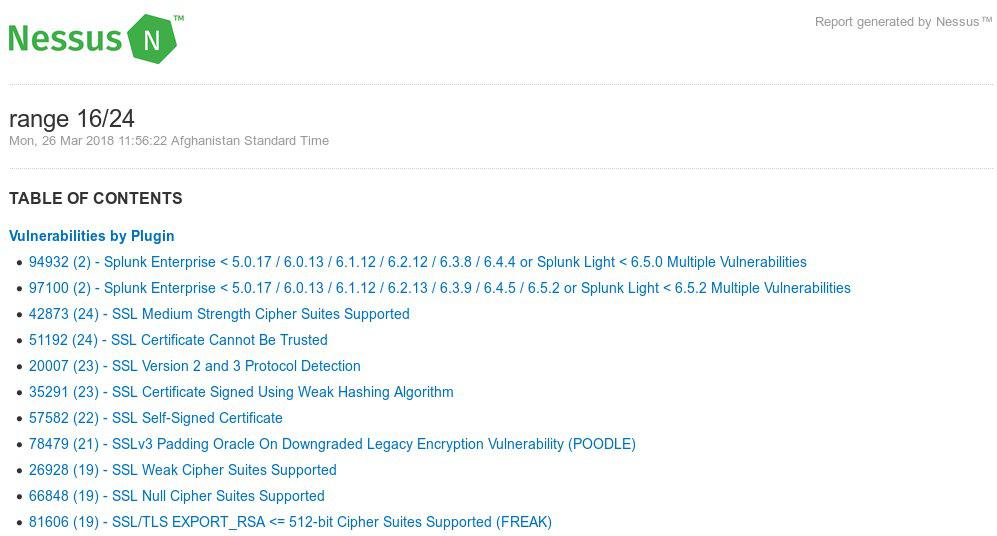 Nessus N ™
Report generated by Nessus™
range 16/24
Mon, 26 Mar 2018 11:56:22 Afghanistan Standard Time
TABLE OF CONTENTS
Vulnerabilities by Plugin
• 94932 (2) - Splunk Enterprise < 5.0.17 / 6.0.13 / 6.1.12 / 6.2.12 / 6.3.8 / 6.4.4 or Splunk Light < 6.5.0 Multiple Vulnerabilities
• 97100 (2) - Splunk Enterprise < 5.0.17 / 6.0.13 / 6.1.12 / 6.2.13 / 6.3.9 / 6.4.5 / 6.5.2 or Splunk Light < 6.5.2 Multiple Vulnerabilities
• 42873 (24) - SSL Medium Strength Cipher Suites Supported
• 51192 (24) - SSL Certificate Cannot Be Trusted
• 20007 (23) - SSL Version 2 and 3 Protocol Detection
• 35291 (23) - SSL Certificate Signed Using Weak Hashing Algorithm
• 57582 (22) - SSL Self-Signed Certificate
• 78479 (21) - SSLv3 Padding Oracle On Downgraded Legacy Encryption Vulnerability (POODLE)
• 26928 (19) - SSL Weak Cipher Suites Supported
• 66848 (19) - SSL Null Cipher Suites Supported
• 81606 (19) - SSL/TLS EXPORT_RSA <= 512-bit Cipher Suites Supported (FREAK)